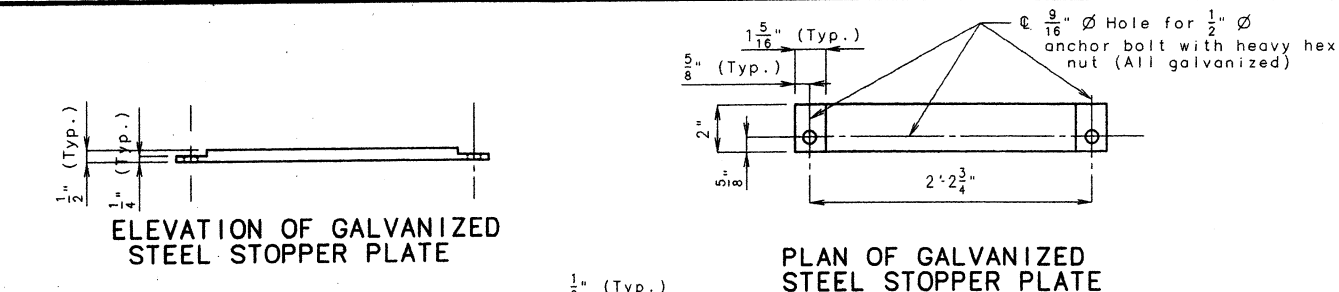 ℄ 9/16" Ø Hole for 1/2" Ø
anchor bolt with heavy hex
nut (All galvanized)
1 5/16" (Typ.)
5/8" (Typ.)
2"
5/8"
2'-2 3/4"
PLAN OF GALVANIZED
STEEL STOPPER PLATE
1/2" (Typ.)
1/4" (Typ.)
ELEVATION OF GALVANIZED
STEEL STOPPER PLATE
" (Typ.)